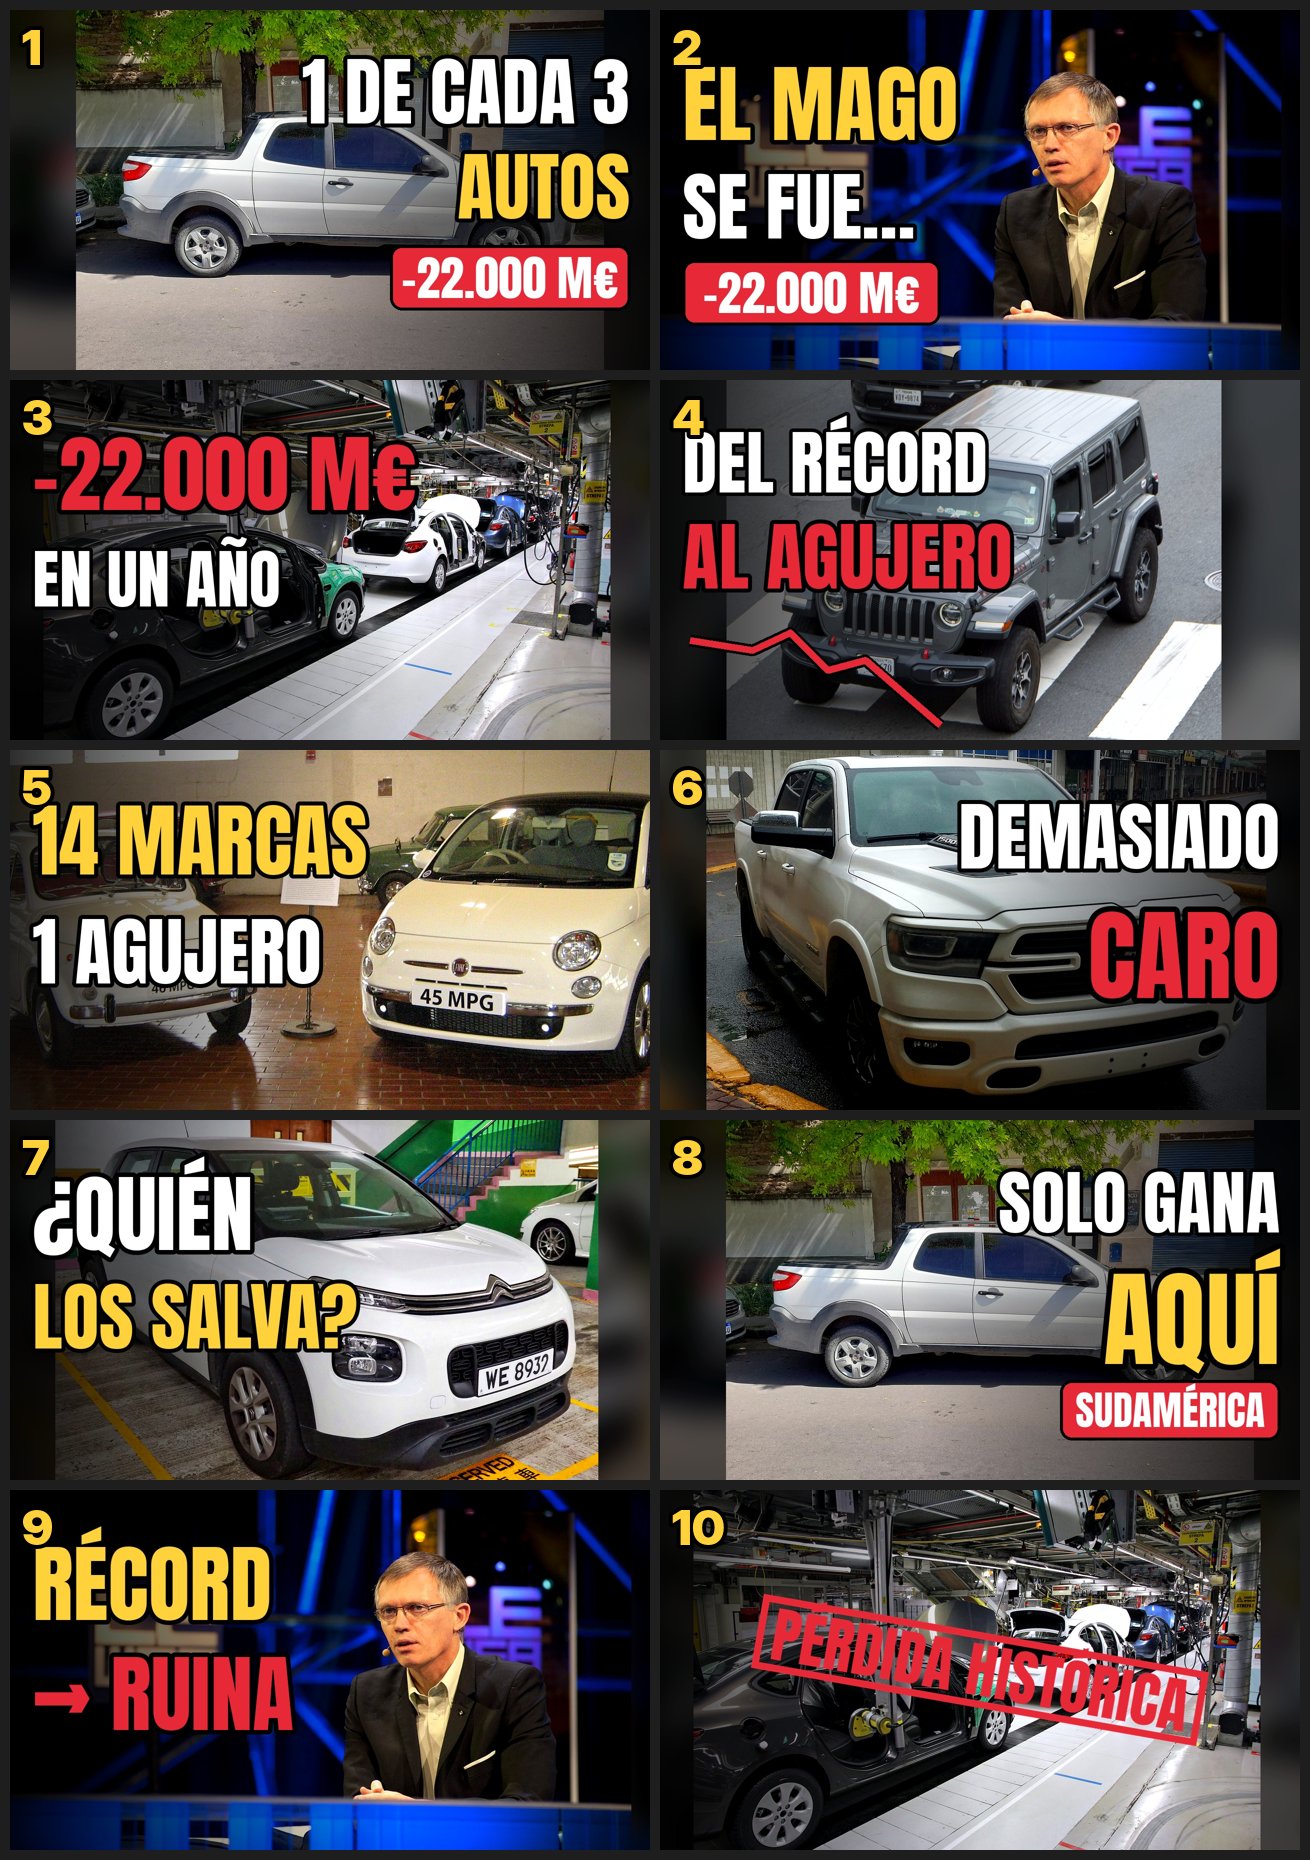 1
1 DE CADA 3
AUTOS
-22.000 M€
2
EL MAGO
SE FUE...
-22.000 M€
3
-22.000 M€
EN UN AÑO
4
DEL RÉCORD
AL AGUJERO
5
14 MARCAS
1 AGUJERO
45 MPG
6
DEMASIADO
CARO
7
¿QUIÉN
LOS SALVA?
WE 8932
8
SOLO GANA
AQUÍ
SUDAMÉRICA
9
RÉCORD
→ RUINA
10
PÉRDIDA HISTÓRICA